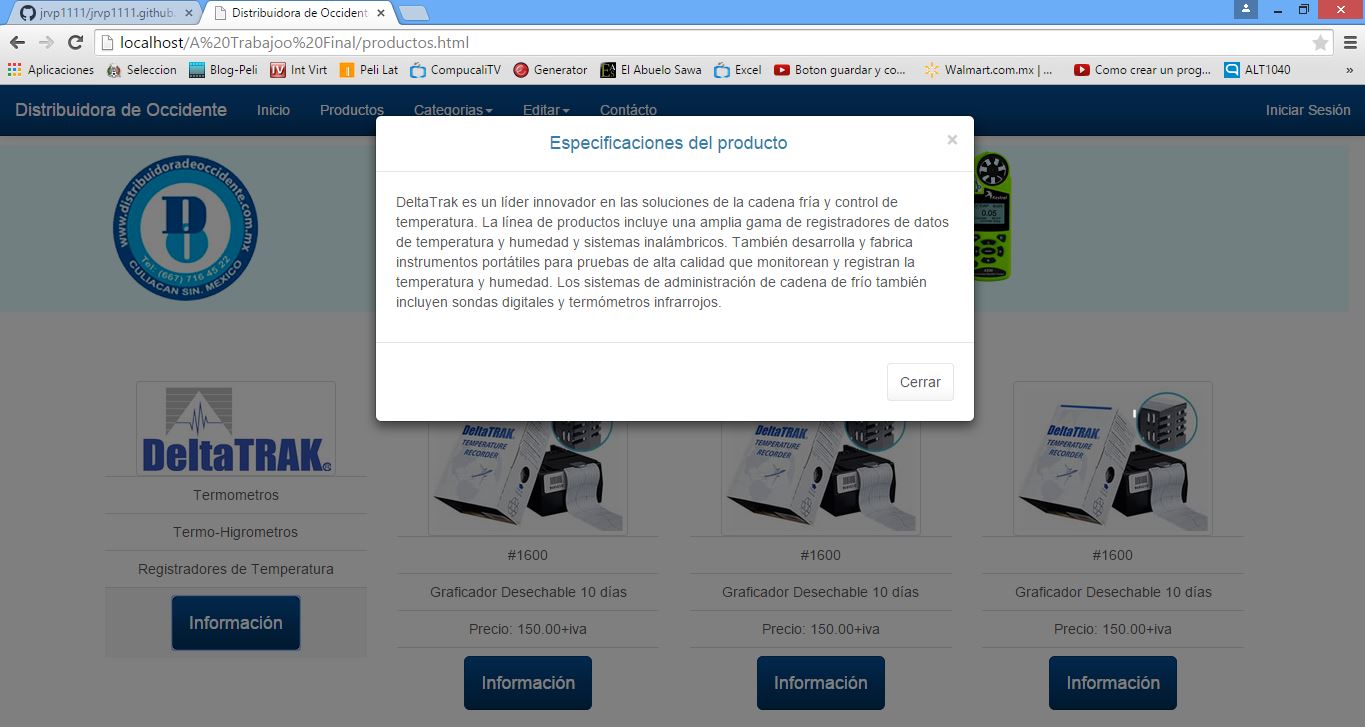 jrvp1111/jrvp1111.github.
Distribuidora de Occident
localhost/A%20Trabajoo%20Final/productos.html
Aplicaciones
Seleccion
Blog-Peli
Int Virt
Peli Lat
CompucaliTV
Generator
El Abuelo Sawa
Excel
Boton guardar y co...
Walmart.com.mx | ...
Como crear un prog...
ALT1040
»
Distribuidora de Occidente
Inicio
Productos
Categorias
Editar
Contácto
Iniciar Sesión
Especificaciones del producto
×
DeltaTrak es un líder innovador en las soluciones de la cadena fría y control de
temperatura. La línea de productos incluye una amplia gama de registradores de datos
de temperatura y humedad y sistemas inalámbricos. También desarrolla y fabrica
instrumentos portátiles para pruebas de alta calidad que monitorean y registran la
temperatura y humedad. Los sistemas de administración de cadena de frío también
incluyen sondas digitales y termómetros infrarrojos.
Cerrar
www.distribuidoradeoccidente.com.mx
D
Tel: (667) 716 45 22
CULIACAN SIN. MEXICO
Kestrel
0.05
DeltaTRAK
Termometros
Termo-Higrometros
Registradores de Temperatura
Información
DeltaTRAK
TEMPERATURE
RECORDER
#1600
Graficador Desechable 10 días
Precio: 150.00+iva
Información
DeltaTRAK
TEMPERATURE
RECORDER
#1600
Graficador Desechable 10 días
Precio: 150.00+iva
Información
DeltaTRAK
TEMPERATURE
RECORDER
#1600
Graficador Desechable 10 días
Precio: 150.00+iva
Información